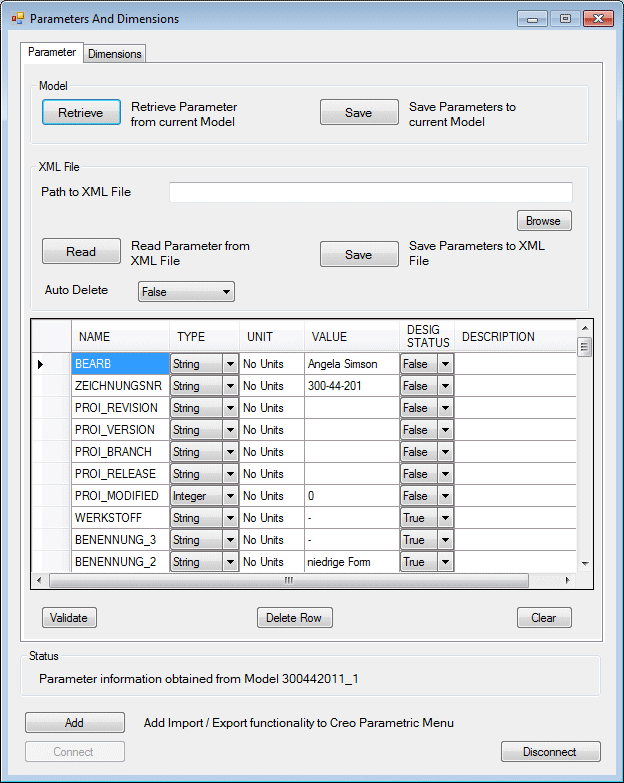 Parameters And Dimensions
Parameter Dimensions
Model
Retrieve Retrieve Parameter Save Save Parameters to
from current Model current Model
XML File
Path to XML File
Browse
Read Read Parameter from Save Save Parameters to XML
XML File File
Auto Delete False
NAME TYPE UNIT VALUE DESIG STATUS DESCRIPTION
BEARB String No Units Angela Simson False
ZEICHNUNGSNR String No Units 300-44-201 False
PROI_REVISION String No Units False
PROI_VERSION String No Units False
PROI_BRANCH String No Units False
PROI_RELEASE String No Units False
PROI_MODIFIED Integer No Units 0 False
WERKSTOFF String No Units - True
BENENNUNG_3 String No Units - True
BENENNUNG_2 String No Units niedrige Form True
Validate Delete Row Clear
Status
Parameter information obtained from Model 300442011_1
Add Add Import / Export functionality to Creo Parametric Menu
Connect Disconnect